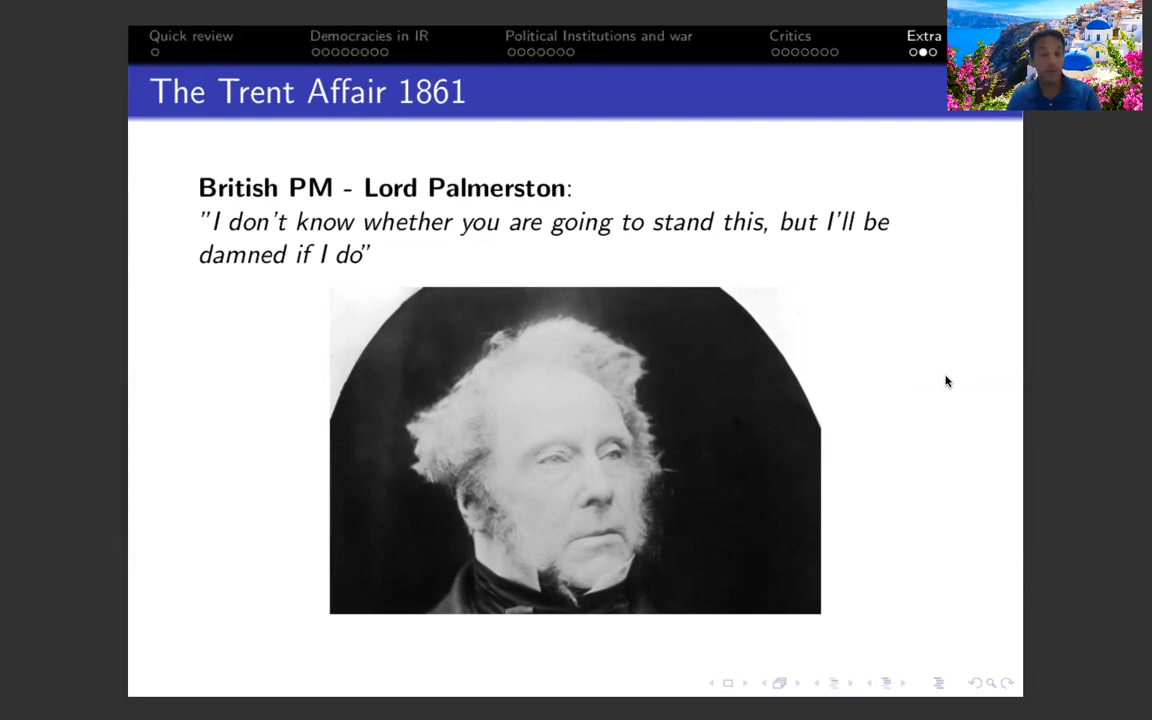 Quick review Democracies in IR Political Institutions and war Critics Extra
The Trent Affair 1861
British PM - Lord Palmerston:
"I don't know whether you are going to stand this, but I'll be
damned if I do"